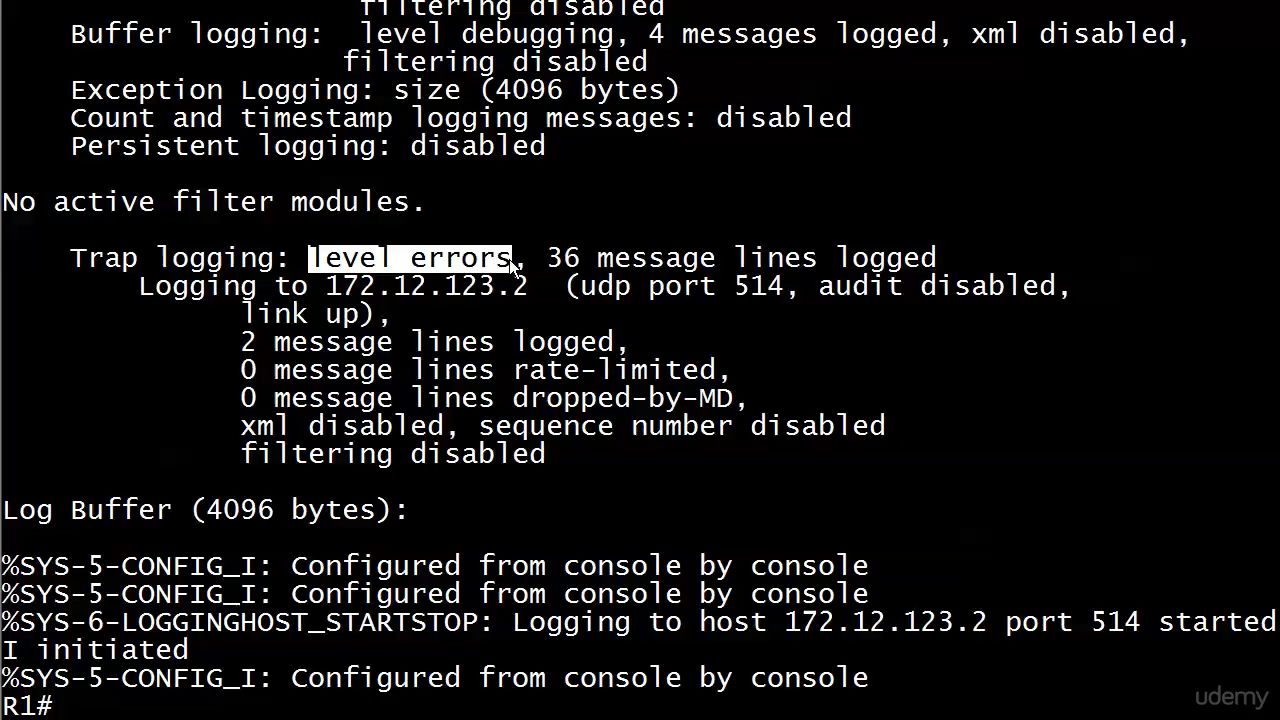 filtering disabled
Buffer logging:  level debugging, 4 messages logged, xml disabled,
filtering disabled
Exception Logging: size (4096 bytes)
Count and timestamp logging messages: disabled
Persistent logging: disabled
No active filter modules.
Trap logging: level errors, 36 message lines logged
Logging to 172.12.123.2  (udp port 514, audit disabled,
link up),
2 message lines logged,
0 message lines rate-limited,
0 message lines dropped-by-MD,
xml disabled, sequence number disabled
filtering disabled
Log Buffer (4096 bytes):
%SYS-5-CONFIG_I: Configured from console by console
%SYS-5-CONFIG_I: Configured from console by console
%SYS-6-LOGGINGHOST_STARTSTOP: Logging to host 172.12.123.2 port 514 started
I initiated
%SYS-5-CONFIG_I: Configured from console by console
R1#
udemy